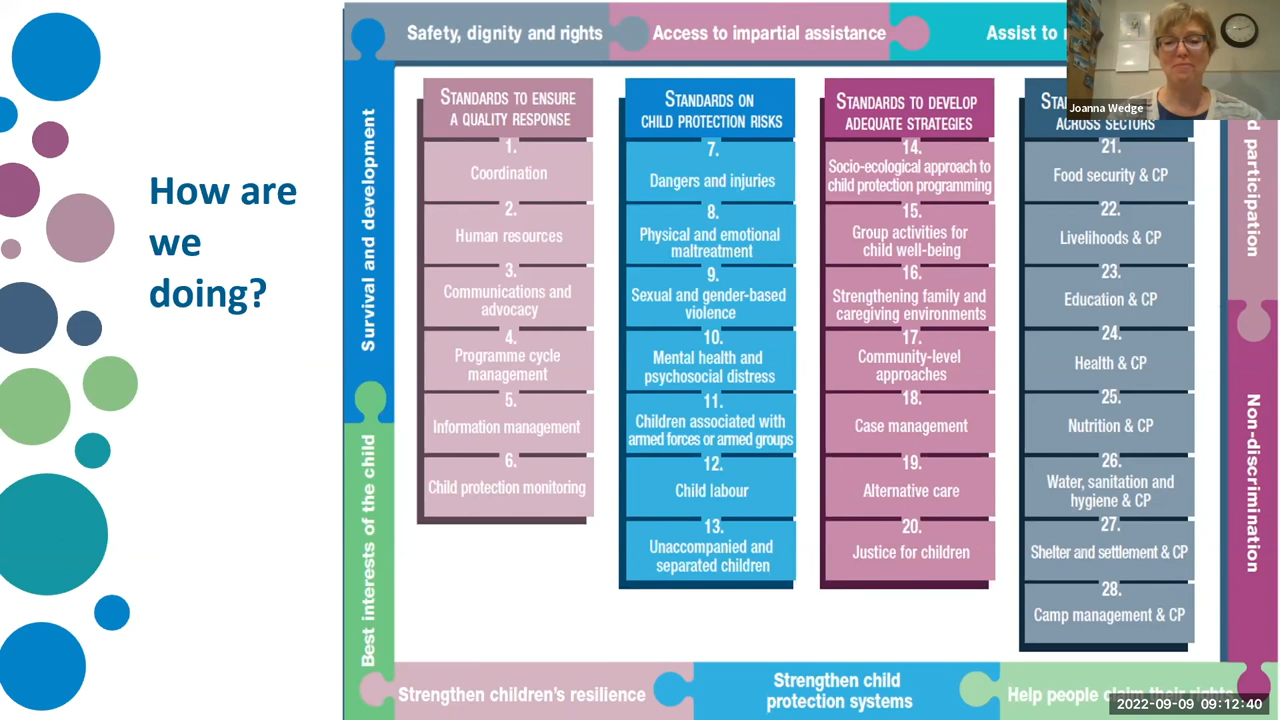 How are
we
doing?
Safety, dignity and rights
Access to impartial assistance
Assist to
Joanna Wedge
Survival and development
Best interests of the child
STANDARDS TO ENSURE
A QUALITY RESPONSE
1.
Coordination
2.
Human resources
3.
Communications and
advocacy
4.
Programme cycle
management
5.
Information management
6.
Child protection monitoring
STANDARDS ON
CHILD PROTECTION RISKS
7.
Dangers and injuries
8.
Physical and emotional
maltreatment
9.
Sexual and gender-based
violence
10.
Mental health and
psychosocial distress
11.
Children associated with
armed forces or armed groups
12.
Child labour
13.
Unaccompanied and
separated children
STANDARDS TO DEVELOP
ADEQUATE STRATEGIES
14.
Socio-ecological approach to
child protection programming
15.
Group activities for
child well-being
16.
Strengthening family and
caregiving environments
17.
Community-level
approaches
18.
Case management
19.
Alternative care
20.
Justice for children
ACROSS SECTORS
21.
Food security & CP
22.
Livelihoods & CP
23.
Education & CP
24.
Health & CP
25.
Nutrition & CP
26.
Water, sanitation and
hygiene & CP
27.
Shelter and settlement & CP
28.
Camp management & CP
participation
Non-discrimination
Strengthen children's resilience
Strengthen child
protection systems
Help people claim their rights
2022-09-09 09:12:40